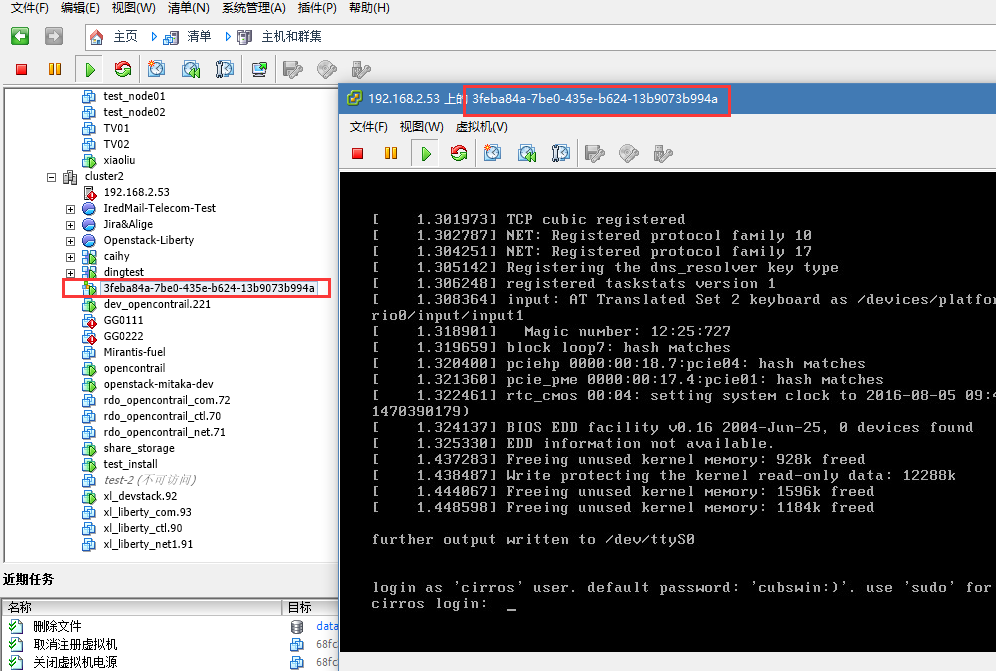 文件(F) 编辑(E) 视图(W) 清单(N) 系统管理(A) 插件(P) 帮助(H)
主页 清单 主机和群集
test_node01
test_node02
TV01
TV02
xiaoliu
cluster2
192.168.2.53
IredMail-Telecom-Test
Jira&Alige
Openstack-Liberty
caihy
dingtest
3feba84a-7be0-435e-b624-13b9073b994a
dev_opencontrail.221
GG0111
GG0222
Mirantis-fuel
opencontrail
openstack-mitaka-dev
rdo_opencontrail_com.72
rdo_opencontrail_ctl.70
rdo_opencontrail_net.71
share_storage
test_install
test-2 (不可访问)
xl_devstack.92
xl_liberty_com.93
xl_liberty_ctl.90
xl_liberty_net1.91
近期任务
名称 目标
删除文件 data
取消注册虚拟机 68fc
关闭虚拟机电源 68fc
192.168.2.53 上的 3feba84a-7be0-435e-b624-13b9073b994a
文件(F) 视图(W) 虚拟机(V)
[    1.301973] TCP cubic registered
[    1.302787] NET: Registered protocol family 10
[    1.304251] NET: Registered protocol family 17
[    1.305142] Registering the dns_resolver key type
[    1.306248] registered taskstats version 1
[    1.308364] input: AT Translated Set 2 keyboard as /devices/platfor
rio0/input/input1
[    1.318901]   Magic number: 12:25:727
[    1.319659] block loop7: hash matches
[    1.320400] pciehp 0000:00:18.7:pcie04: hash matches
[    1.321360] pcie_pme 0000:00:17.4:pcie01: hash matches
[    1.322461] rtc_cmos 00:04: setting system clock to 2016-08-05 09:4
1470390179)
[    1.324137] BIOS EDD facility v0.16 2004-Jun-25, 0 devices found
[    1.325330] EDD information not available.
[    1.437283] Freeing unused kernel memory: 928k freed
[    1.438487] Write protecting the kernel read-only data: 12288k
[    1.444067] Freeing unused kernel memory: 1596k freed
[    1.448598] Freeing unused kernel memory: 1184k freed
further output written to /dev/ttyS0
login as 'cirros' user. default password: 'cubswin:)'. use 'sudo' for
cirros login: _